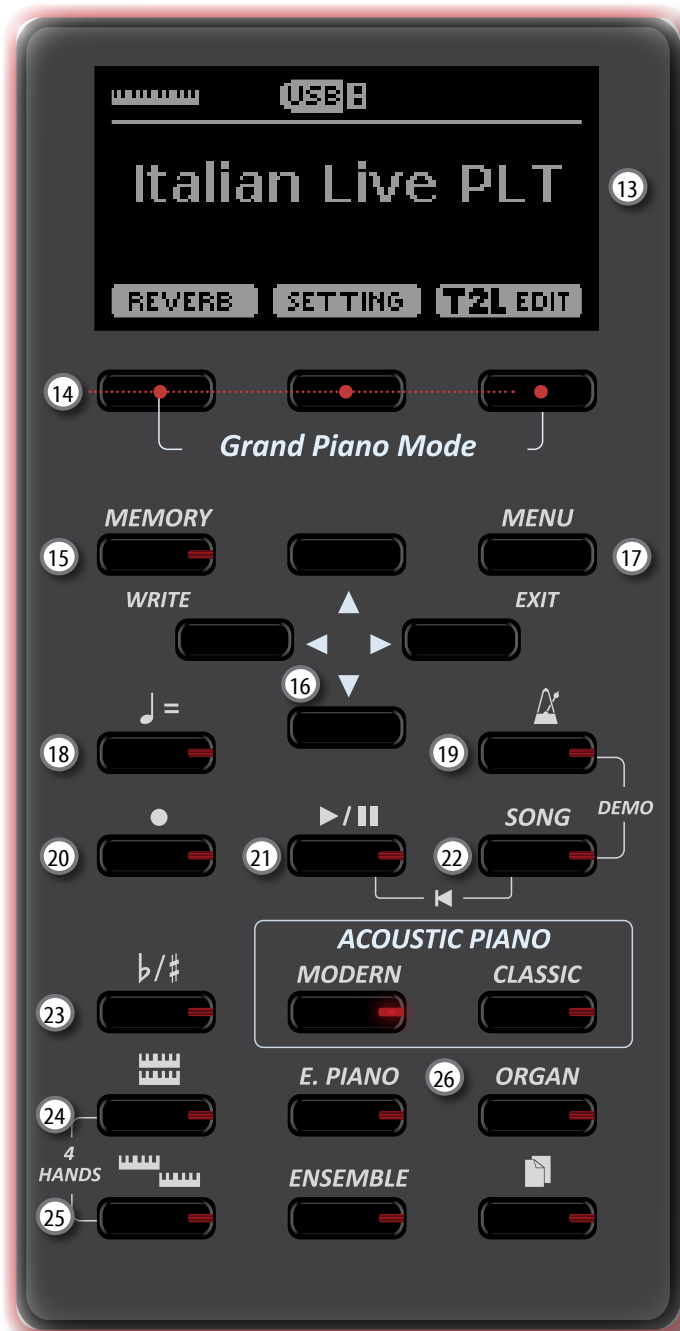 USB
Italian Live PLT
13
REVERB SETTING T2L EDIT
14
Grand Piano Mode
MEMORY MENU
15 17
WRITE EXIT
16
♩ =
18 19
● ▶/❚❚ SONG DEMO
20 21 22
ACOUSTIC PIANO
♭/♯ MODERN CLASSIC
23
E. PIANO 26 ORGAN
24
4
HANDS ENSEMBLE
25